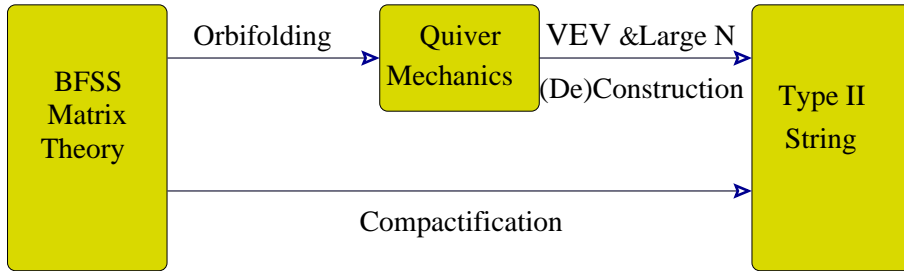 BFSS
Matrix
Theory
Orbifolding
Quiver
Mechanics
VEV &Large N
(De)Construction
Type II
String
Compactification